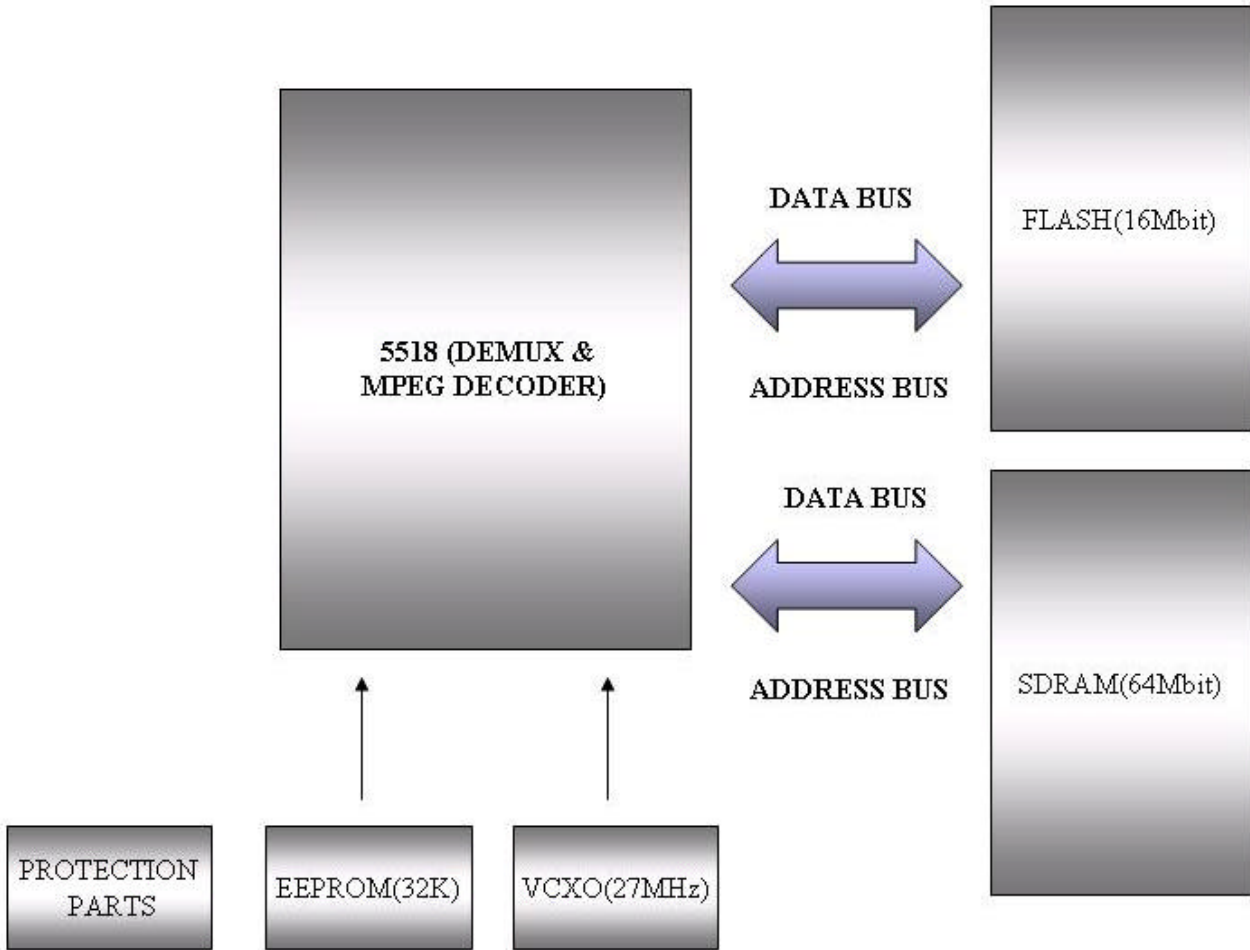 DATA BUS
FLASH(16Mbit)
5518 (DEMUX &
MPEG DECODER)
ADDRESS BUS
DATA BUS
ADDRESS BUS
SDRAM(64Mbit)
PROTECTION
PARTS
EEPROM(32K)
VCXO(27MHz)